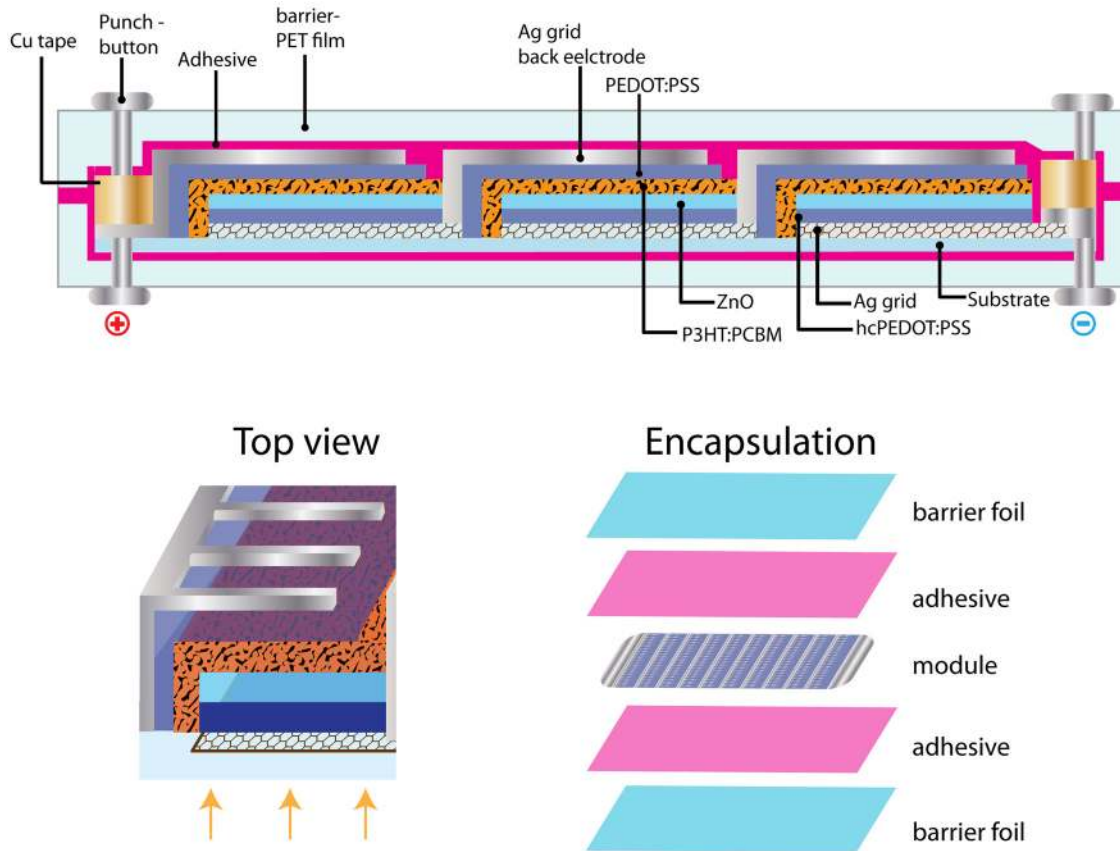 Cu tape
Punch -
button
Adhesive
barrier-
PET film
Ag grid
back eelctrode
PEDOT:PSS
ZnO
P3HT:PCBM
Ag grid
hcPEDOT:PSS
Substrate
+
−
Top view
Encapsulation
barrier foil
adhesive
module
adhesive
barrier foil